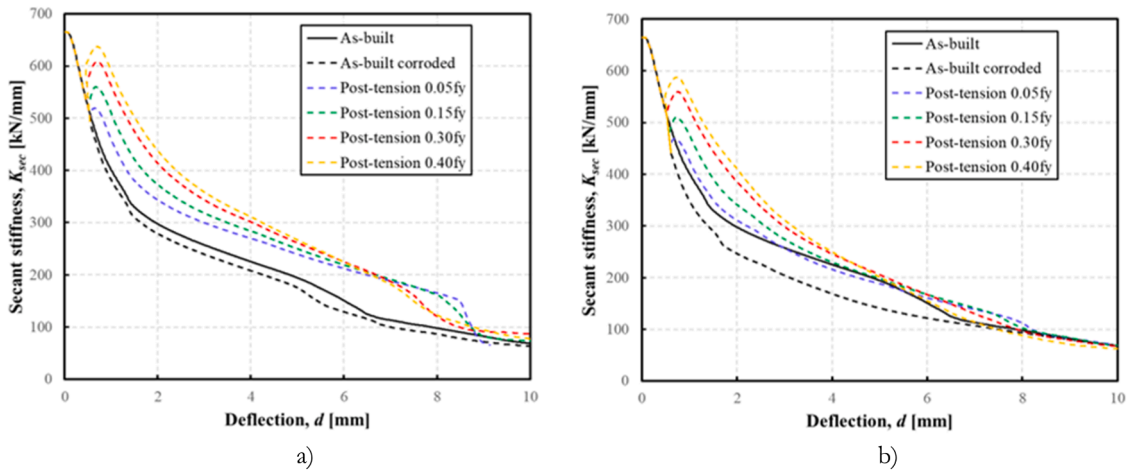 a)
700
600
500
400
300
200
100
0
Secant stiffness, Ksec [kN/mm]
As-built
As-built corroded
Post-tension 0.05fy
Post-tension 0.15fy
Post-tension 0.30fy
Post-tension 0.40fy
0 2 4 6 8 10
Deflection, d [mm]
a)
b)
700
600
500
400
300
200
100
0
Secant stiffness, Ksec [kN/mm]
As-built
As-built corroded
Post-tension 0.05fy
Post-tension 0.15fy
Post-tension 0.30fy
Post-tension 0.40fy
0 2 4 6 8 10
Deflection, d [mm]
b)